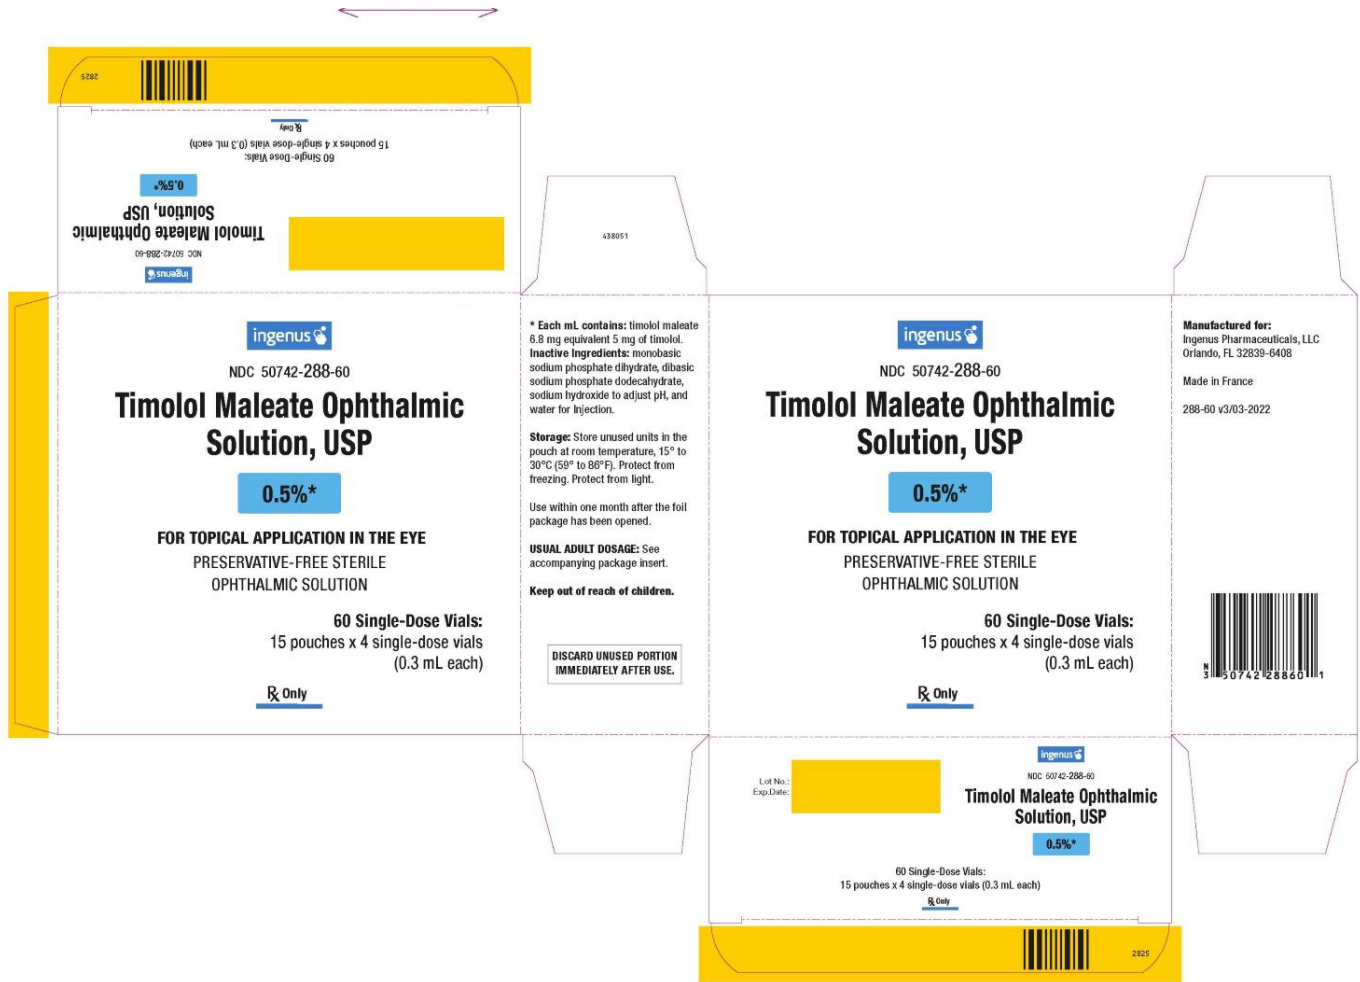 2825
Rx Only
15 pouches x 4 single-dose vials (0.3 mL each)
60 Single-Dose Vials:
0.5%*
Timolol Maleate Ophthalmic
Solution, USP
NDC 50742-288-60
ingenus
438051
ingenus
NDC 50742-288-60
Timolol Maleate Ophthalmic
Solution, USP
0.5%*
FOR TOPICAL APPLICATION IN THE EYE
PRESERVATIVE-FREE STERILE
OPHTHALMIC SOLUTION
60 Single-Dose Vials:
15 pouches x 4 single-dose vials
(0.3 mL each)
Rx Only
* Each mL contains: timolol maleate
6.8 mg equivalent 5 mg of timolol.
Inactive Ingredients: monobasic
sodium phosphate dihydrate, dibasic
sodium phosphate dodecahydrate,
sodium hydroxide to adjust pH, and
water for Injection.
Storage: Store unused units in the
pouch at room temperature, 15° to
30°C (59° to 86°F). Protect from
freezing. Protect from light.
Use within one month after the foil
package has been opened.
USUAL ADULT DOSAGE: See
accompanying package insert.
Keep out of reach of children.
DISCARD UNUSED PORTION
IMMEDIATELY AFTER USE.
ingenus
NDC 50742-288-60
Timolol Maleate Ophthalmic
Solution, USP
0.5%*
FOR TOPICAL APPLICATION IN THE EYE
PRESERVATIVE-FREE STERILE
OPHTHALMIC SOLUTION
60 Single-Dose Vials:
15 pouches x 4 single-dose vials
(0.3 mL each)
Rx Only
Manufactured for:
Ingenus Pharmaceuticals, LLC
Orlando, FL 32839-6408
Made in France
288-60 v3/03-2022
N
3 50742 28860 1
Lot No.:
Exp.Date:
ingenus
NDC 50742-288-60
Timolol Maleate Ophthalmic
Solution, USP
0.5%*
60 Single-Dose Vials:
15 pouches x 4 single-dose vials (0.3 mL each)
Rx Only
2825